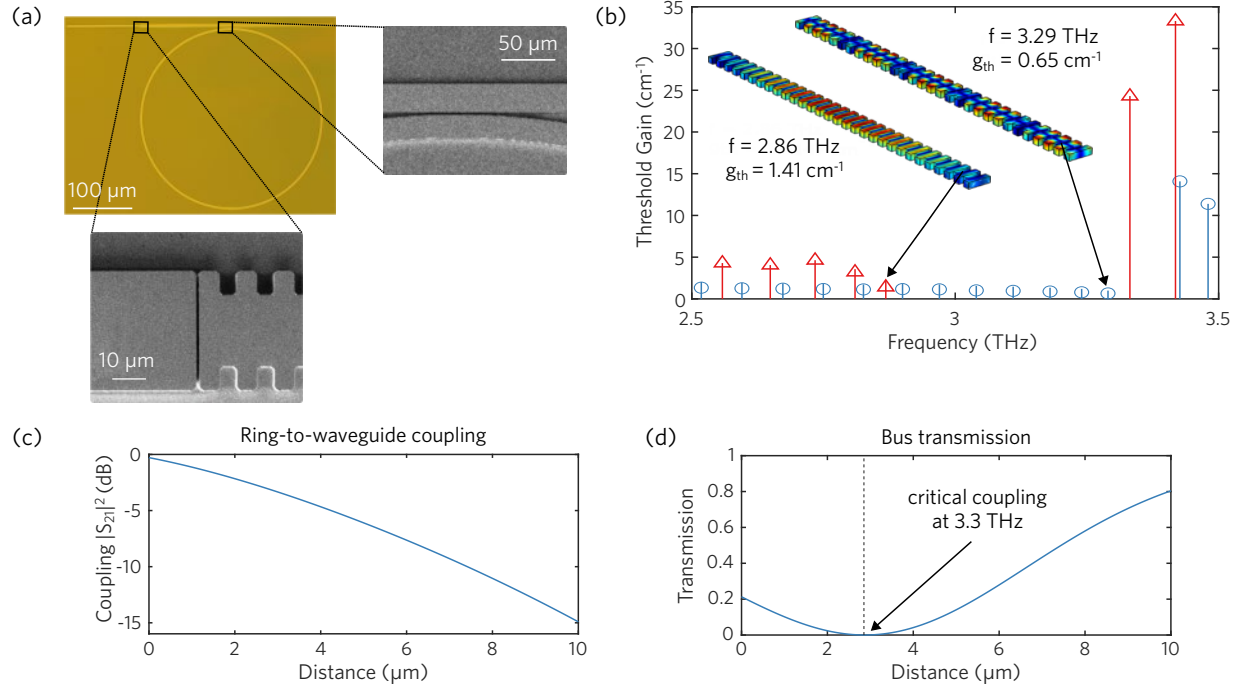 (a)
50 μm
100 μm
10 μm
(b)
f = 3.29 THz
gth = 0.65 cm-1
f = 2.86 THz
gth = 1.41 cm-1
Threshold Gain (cm-1)
35
30
25
20
15
10
5
0
2.5
3
3.5
Frequency (THz)
(c)
Ring-to-waveguide coupling
Coupling |S21|2 (dB)
0
-5
-10
-15
0
2
4
6
8
10
Distance (μm)
(d)
Bus transmission
critical coupling
at 3.3 THz
Transmission
1
0.8
0.6
0.4
0.2
0
0
2
4
6
8
10
Distance (μm)